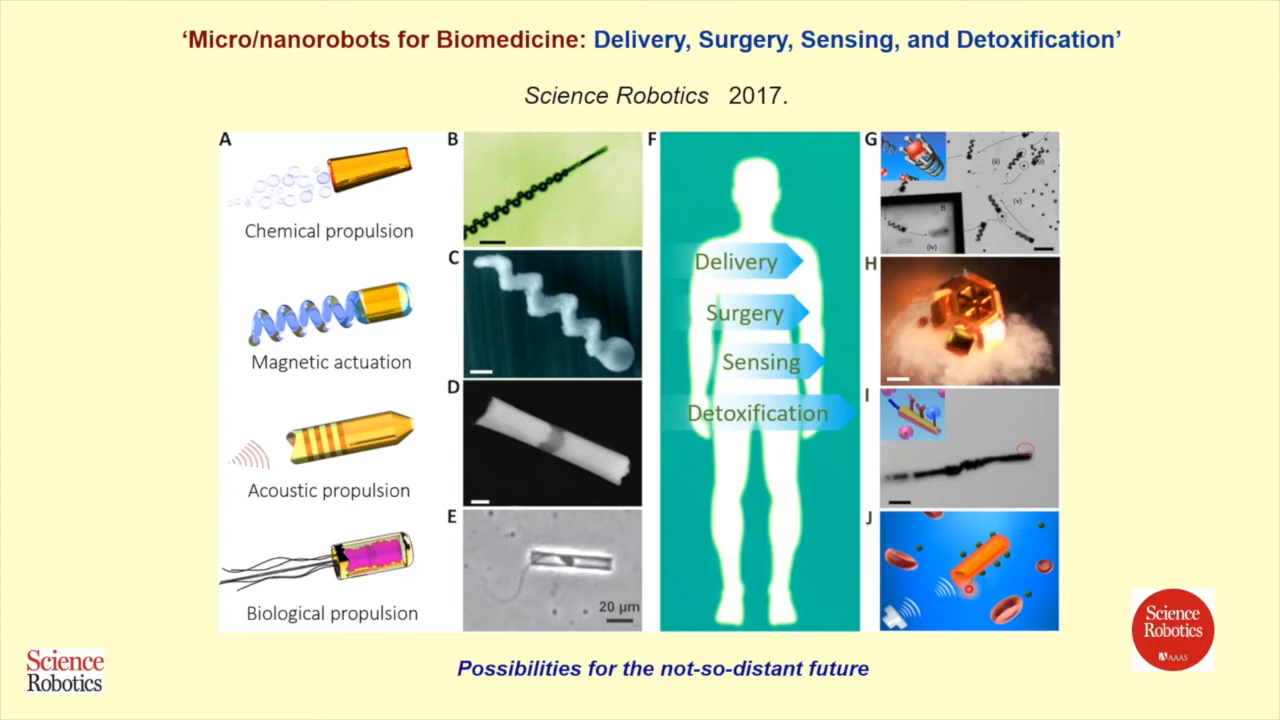 ‘Micro/nanorobots for Biomedicine: Delivery, Surgery, Sensing, and Detoxification’
Science Robotics 2017.
A
Chemical propulsion
Magnetic actuation
Acoustic propulsion
Biological propulsion
B
C
D
E
20 µm
F
Delivery
Surgery
Sensing
Detoxification
G
(ii)
(v)
(iv)
H
I
J
Science
Robotics
Possibilities for the not-so-distant future
Science
Robotics
AAAS